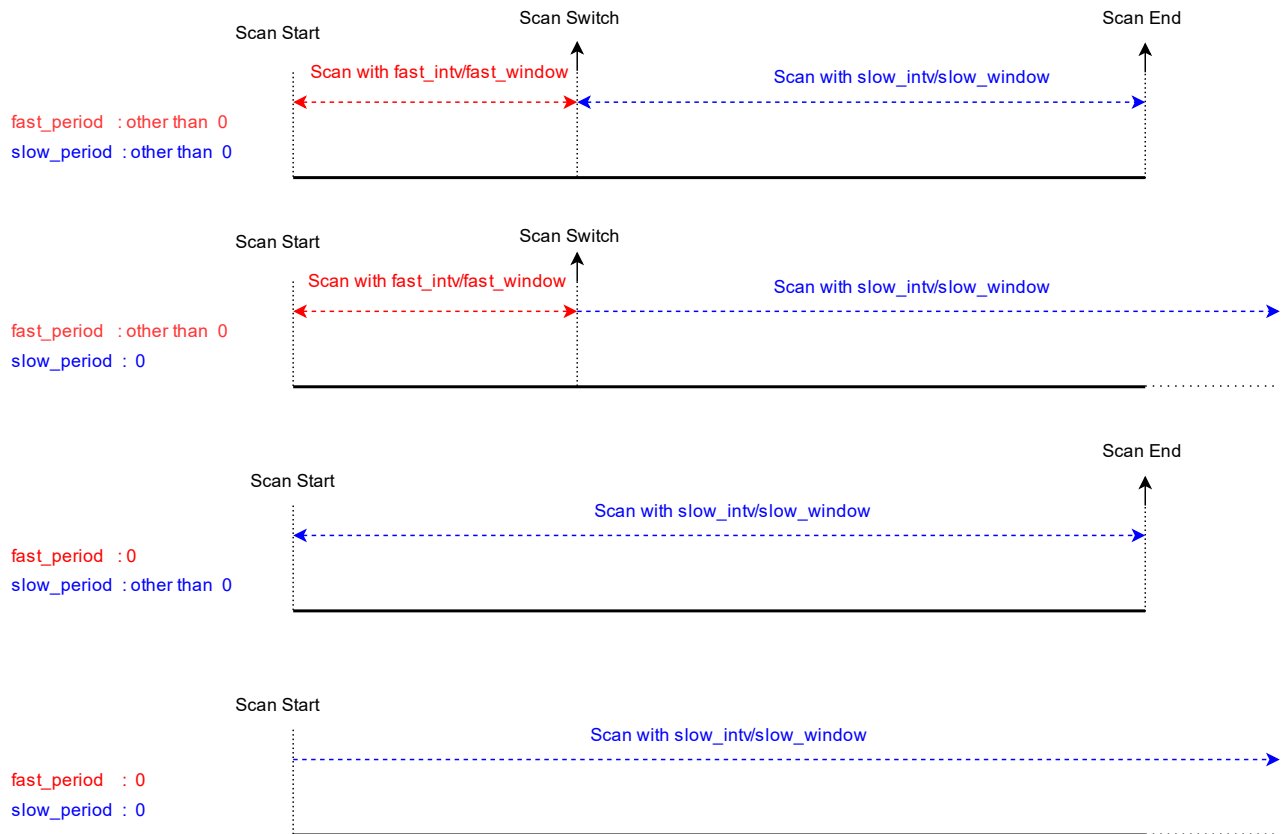 Scan Start
Scan Switch
Scan End
Scan with fast_intv/fast_window
Scan with slow_intv/slow_window
fast_period : other than 0
slow_period : other than 0
Scan Start
Scan Switch
Scan with fast_intv/fast_window
Scan with slow_intv/slow_window
fast_period : other than 0
slow_period : 0
Scan End
Scan Start
Scan with slow_intv/slow_window
fast_period : 0
slow_period : other than 0
Scan Start
Scan with slow_intv/slow_window
fast_period : 0
slow_period : 0